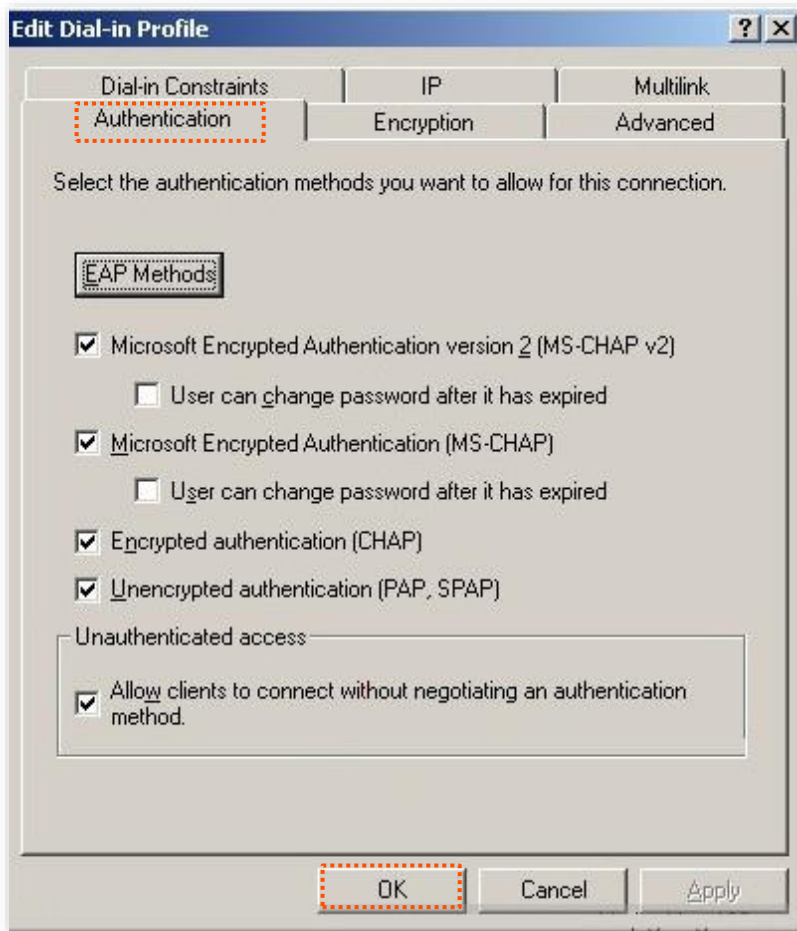 Edit Dial-in Profile
Dial-in Constraints IP Multilink
Authentication Encryption Advanced
Select the authentication methods you want to allow for this connection.
EAP Methods
Microsoft Encrypted Authentication version 2 (MS-CHAP v2)
User can change password after it has expired
Microsoft Encrypted Authentication (MS-CHAP)
User can change password after it has expired
Encrypted authentication (CHAP)
Unencrypted authentication (PAP, SPAP)
Unauthenticated access
Allow clients to connect without negotiating an authentication
method.
OK Cancel Apply